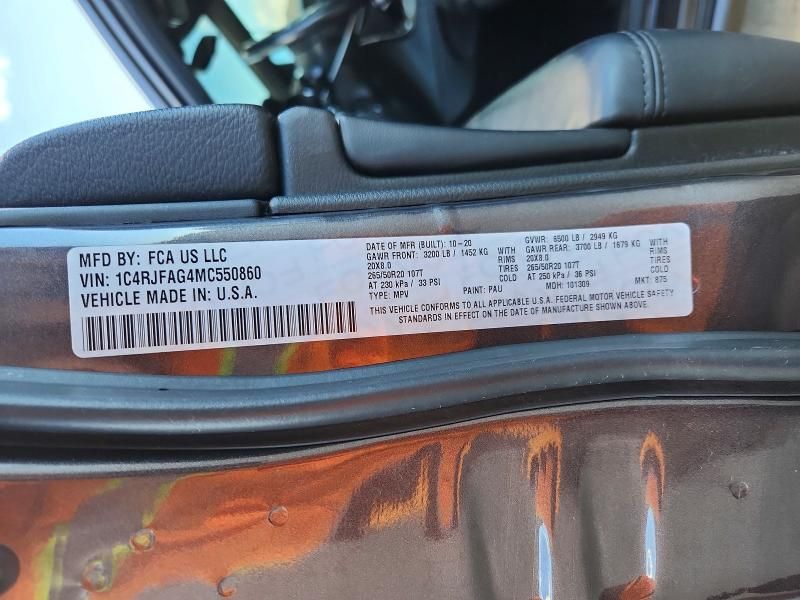 MFD BY: FCA US LLC
VIN: 1C4RJFAG4MC550860
VEHICLE MADE IN U.S.A.
DATE OF MFR (BUILT): 10-20
GAWR FRONT: 3200 LB / 1452 KG
20X8.0
265/50R20 107T
AT 230 kPa / 33 PSI
TYPE: MPV
WITH
RIMS
TIRES
COLD
PAINT: PAU
GVWR: 6500 LB / 2949 KG
GAWR REAR: 3700 LB / 1679 KG
20X8.0
265/50R20 107T
AT 250 kPa / 36 PSI
MDH: 101309
WITH
RIMS
TIRES
COLD
MKT: 875
THIS VEHICLE CONFORMS TO ALL APPLICABLE U.S.A. FEDERAL MOTOR VEHICLE SAFETY
STANDARDS IN EFFECT ON THE DATE OF MANUFACTURE SHOWN ABOVE.